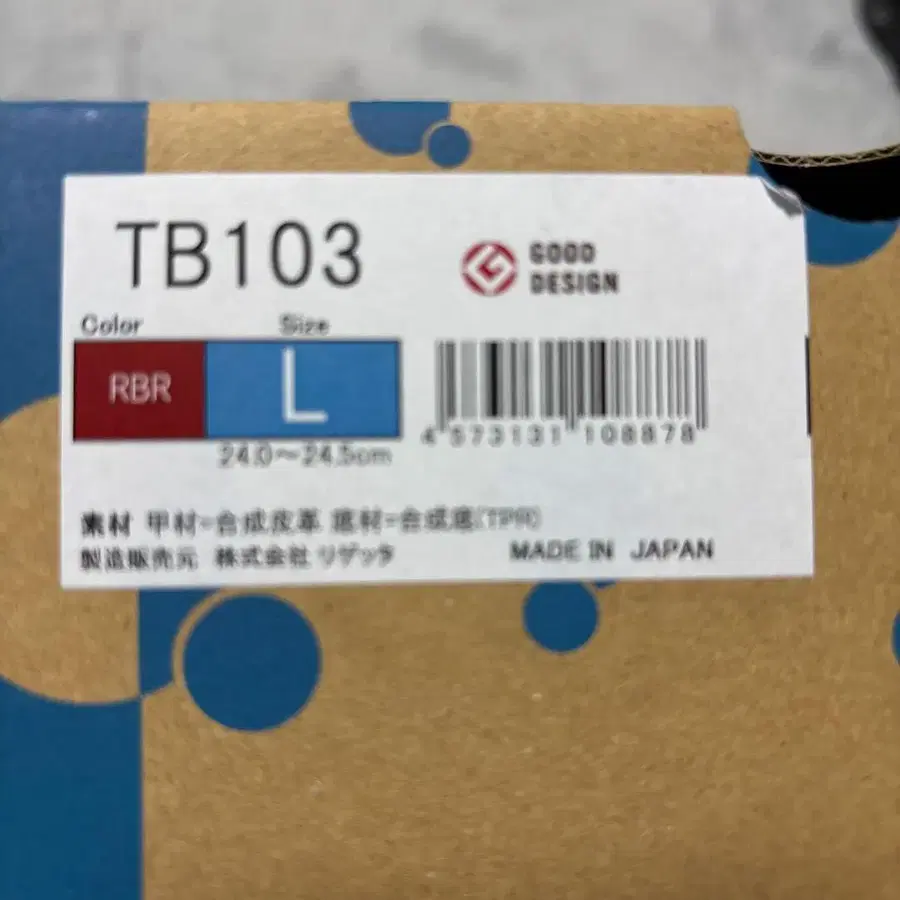 TB103
GOOD
DESIGN
Color Size
RBR L
24.0～24.5cm
4 573131 108878
素材 甲材=合成皮革 底材=合成底(TPR)
製造販売元 株式会社 リゲッタ
MADE IN JAPAN